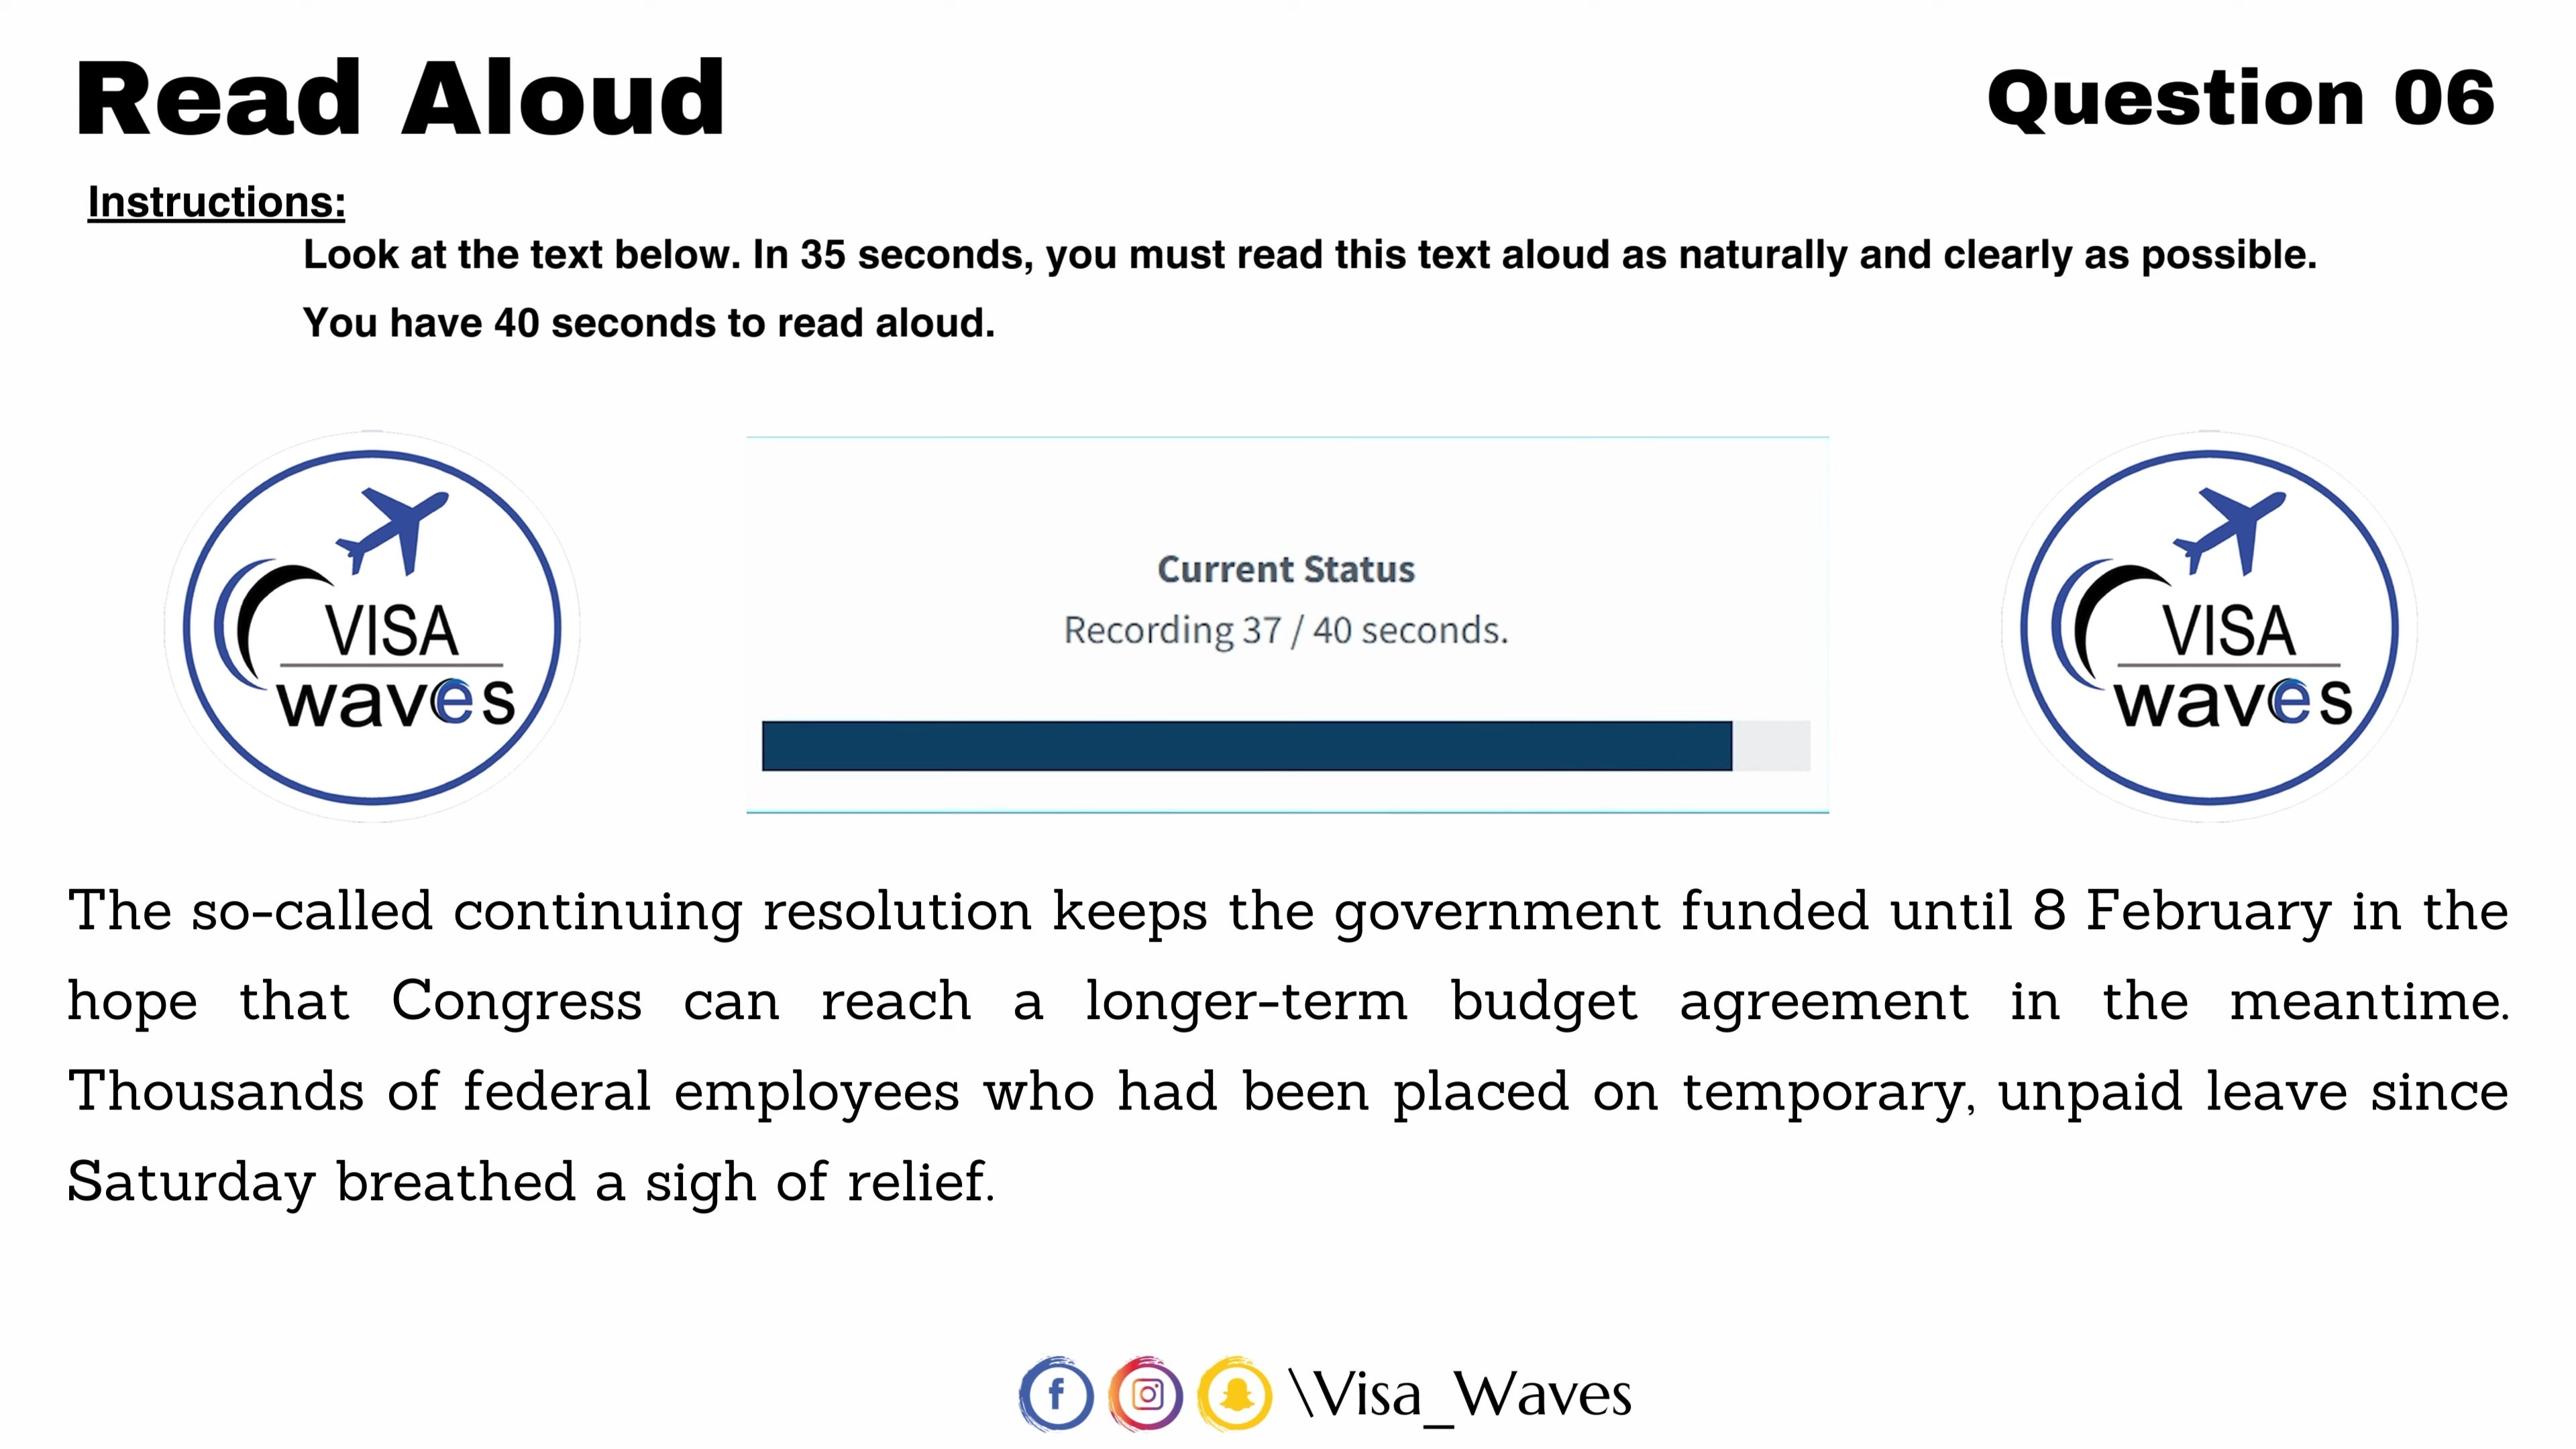 Read Aloud
Question 06
Instructions:
Look at the text below. In 35 seconds, you must read this text aloud as naturally and clearly as possible.
You have 40 seconds to read aloud.
VISA
waves
Current Status
Recording 37 / 40 seconds.
VISA
waves
The so-called continuing resolution keeps the government funded until 8 February in the
hope that Congress can reach a longer-term budget agreement in the meantime.
Thousands of federal employees who had been placed on temporary, unpaid leave since
Saturday breathed a sigh of relief.
\Visa_Waves